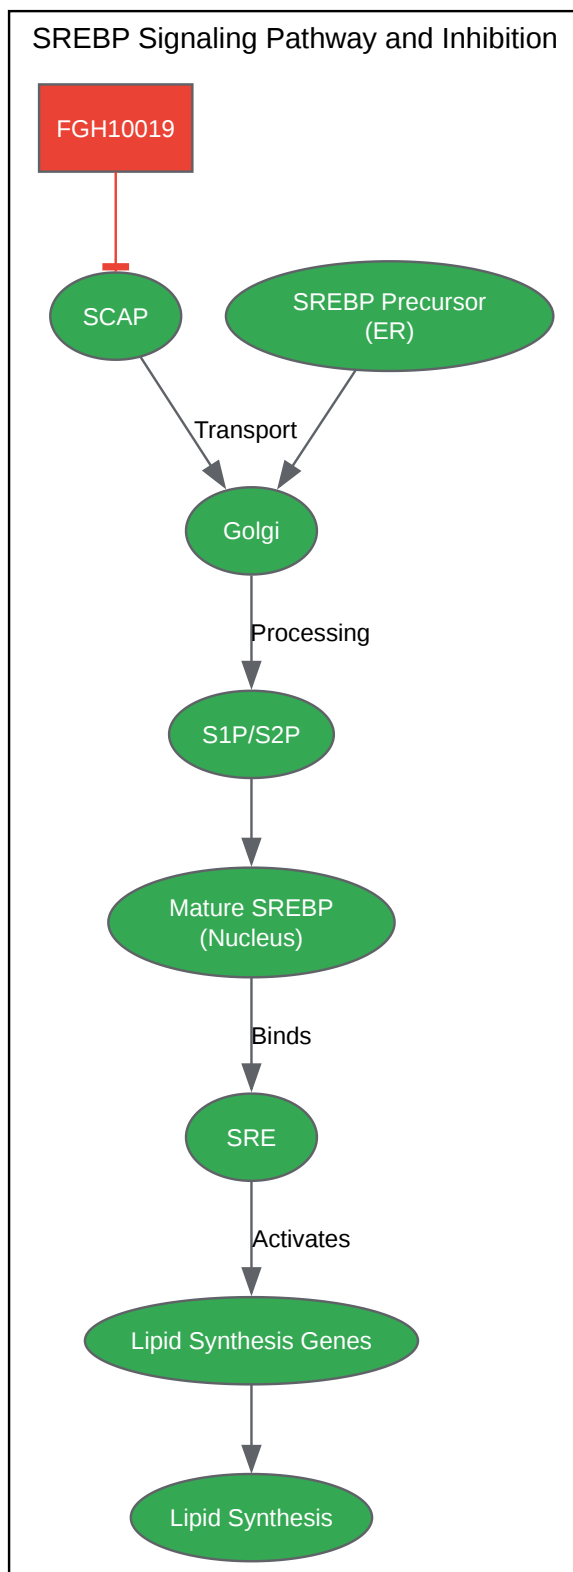 SREBP Signaling Pathway and Inhibition
FGH10019
SCAP
SREBP Precursor
(ER)
Transport
Golgi
Processing
S1P/S2P
Mature SREBP
(Nucleus)
Binds
SRE
Activates
Lipid Synthesis Genes
Lipid Synthesis